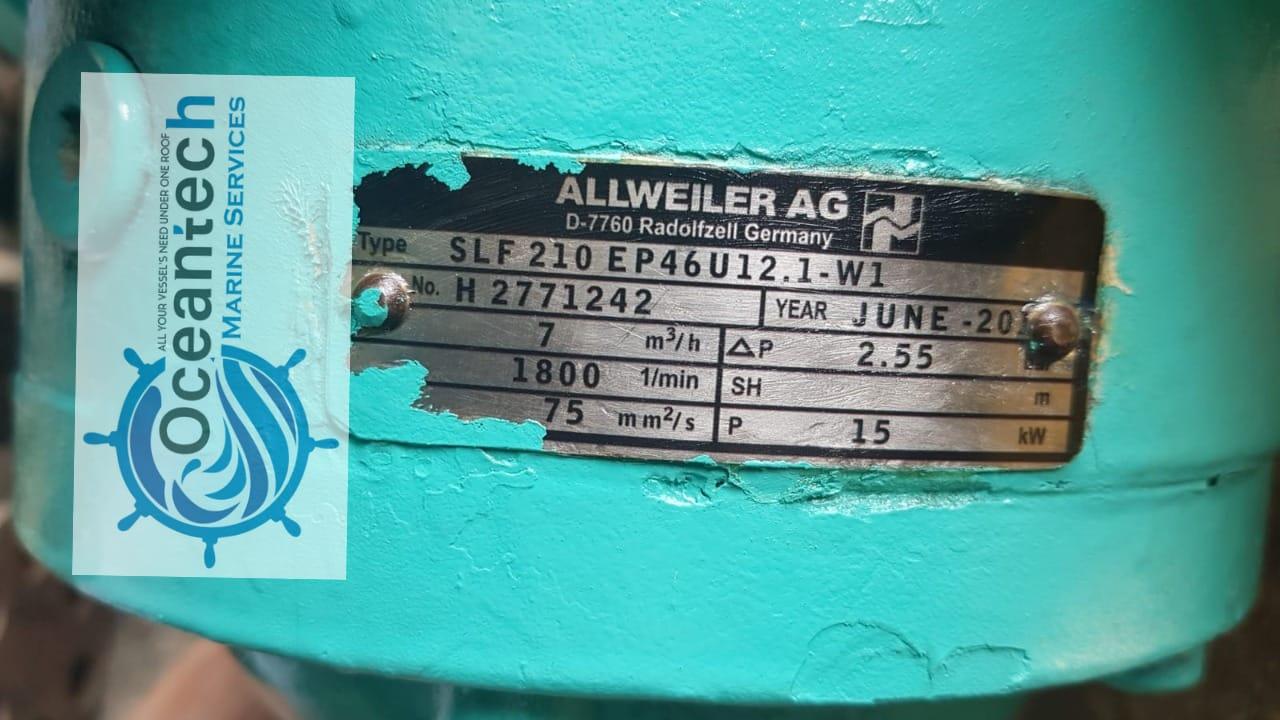 ALL YOUR VESSEL'S NEED UNDER ONE ROOF
Oceantech
MARINE SERVICES
ALLWEILER AG
D-7760 Radolfzell Germany
Type SLF 210 EP46U12.1-W1
No. H 2771242 YEAR JUNE -20
7 m³/h △P 2.55
1800 1/min SH m
75 mm²/s P 15 kW